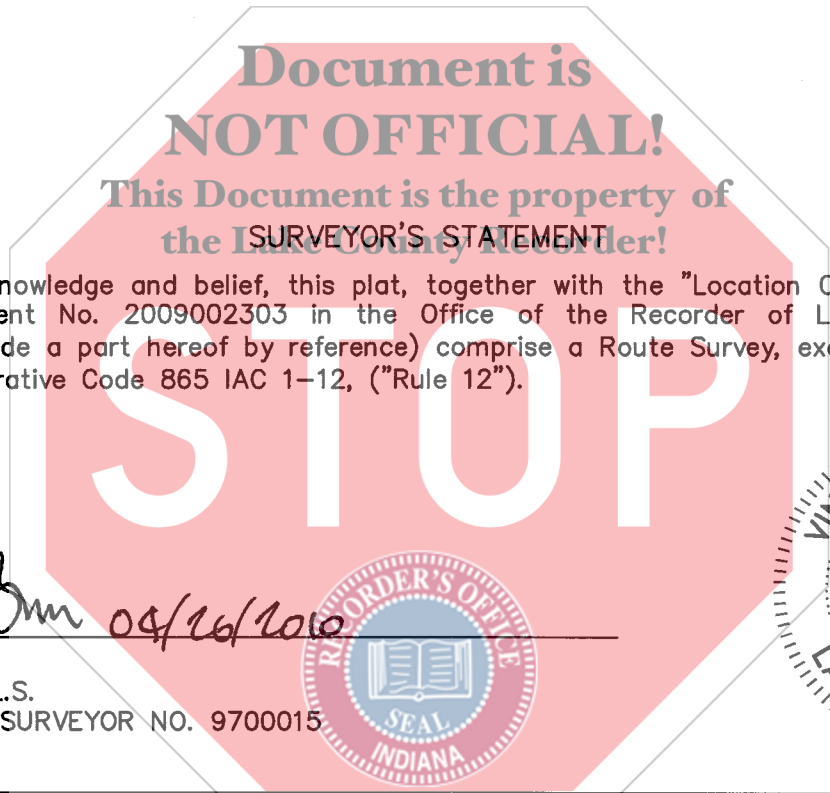 Document is
NOT OFFICIAL!
This Document is the property of
the Lake County Recorder!
SURVEYOR'S STATEMENT
nowledge and belief, this plat, together with the "Location
ent No. 2009002303 in the Office of the Recorder of L
de a part hereof by reference) comprise a Route Survey, exe
rative Code 865 IAC 1-12, ("Rule 12").
STOP
04/26/2010
RECORDER'S OFFICE
SEAL
INDIANA
L.S.
SURVEYOR NO. 9700015
VIN
LA